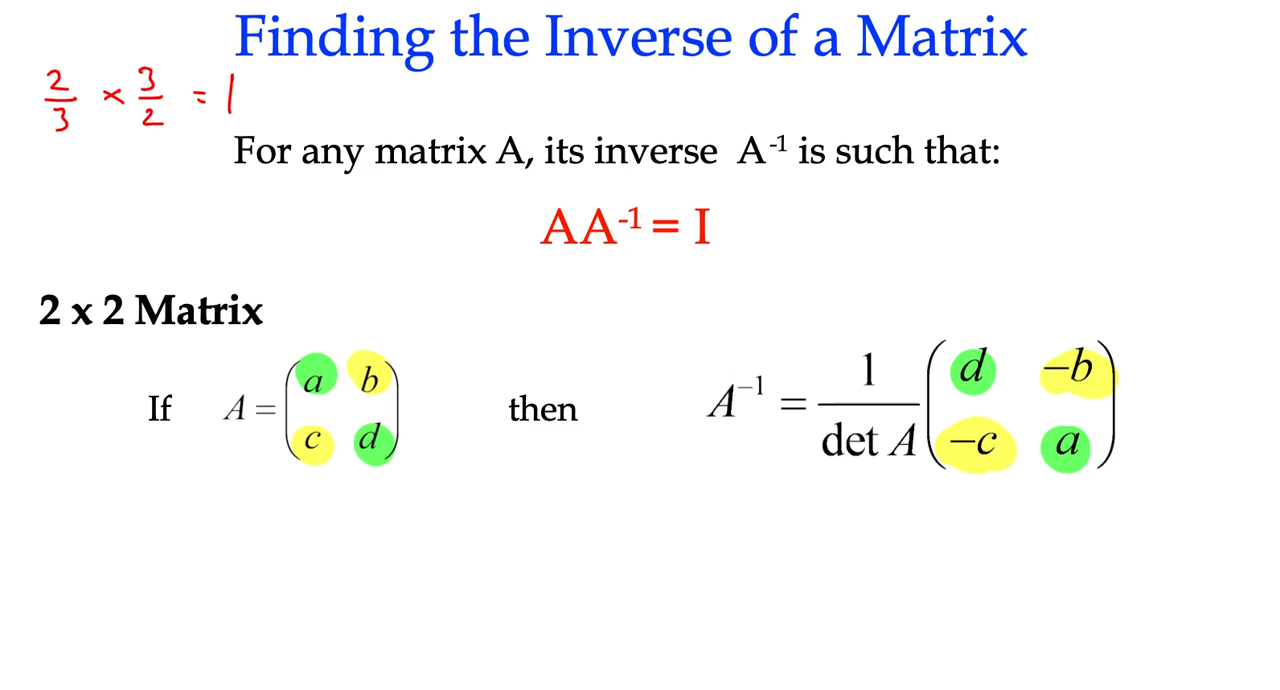 Finding the Inverse of a Matrix
2/3 × 3/2 = 1
For any matrix A, its inverse A⁻¹ is such that:
AA⁻¹ = I
2 x 2 Matrix
If A = ( a b ; c d ) then A⁻¹ = 1/det A ( d −b ; −c a )